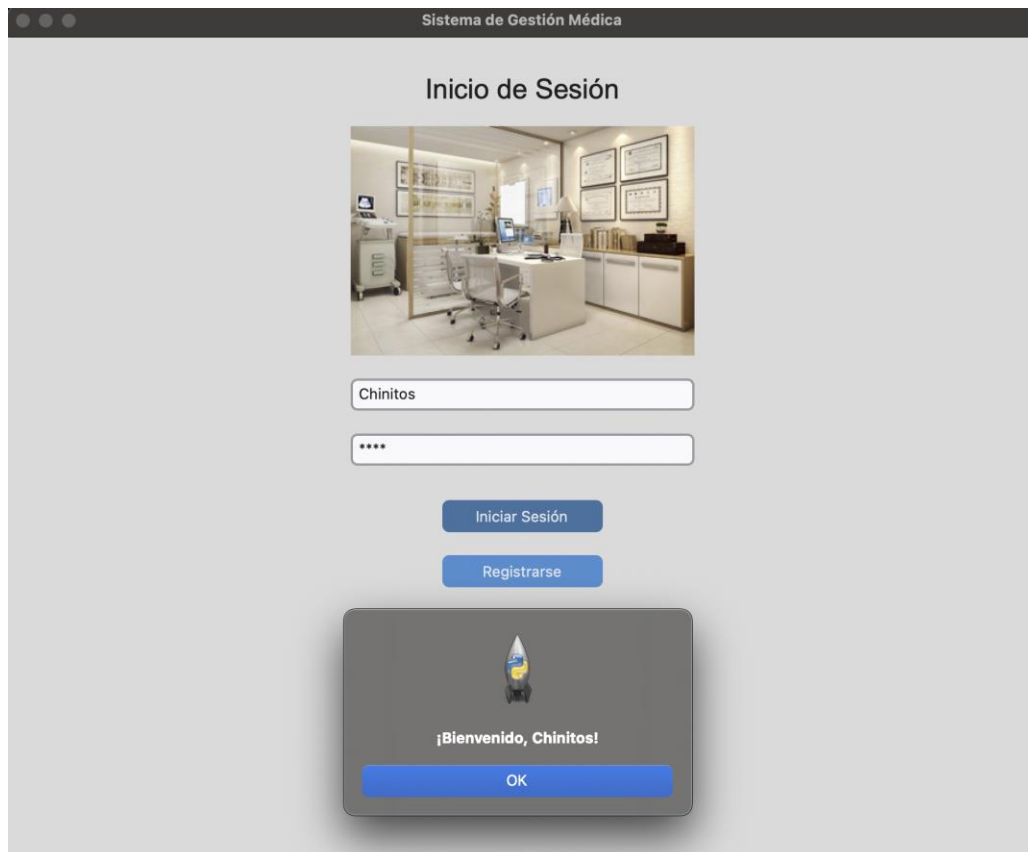 Sistema de Gestión Médica
Inicio de Sesión
Chinitos
****
Iniciar Sesión
Registrarse
¡Bienvenido, Chinitos!
OK